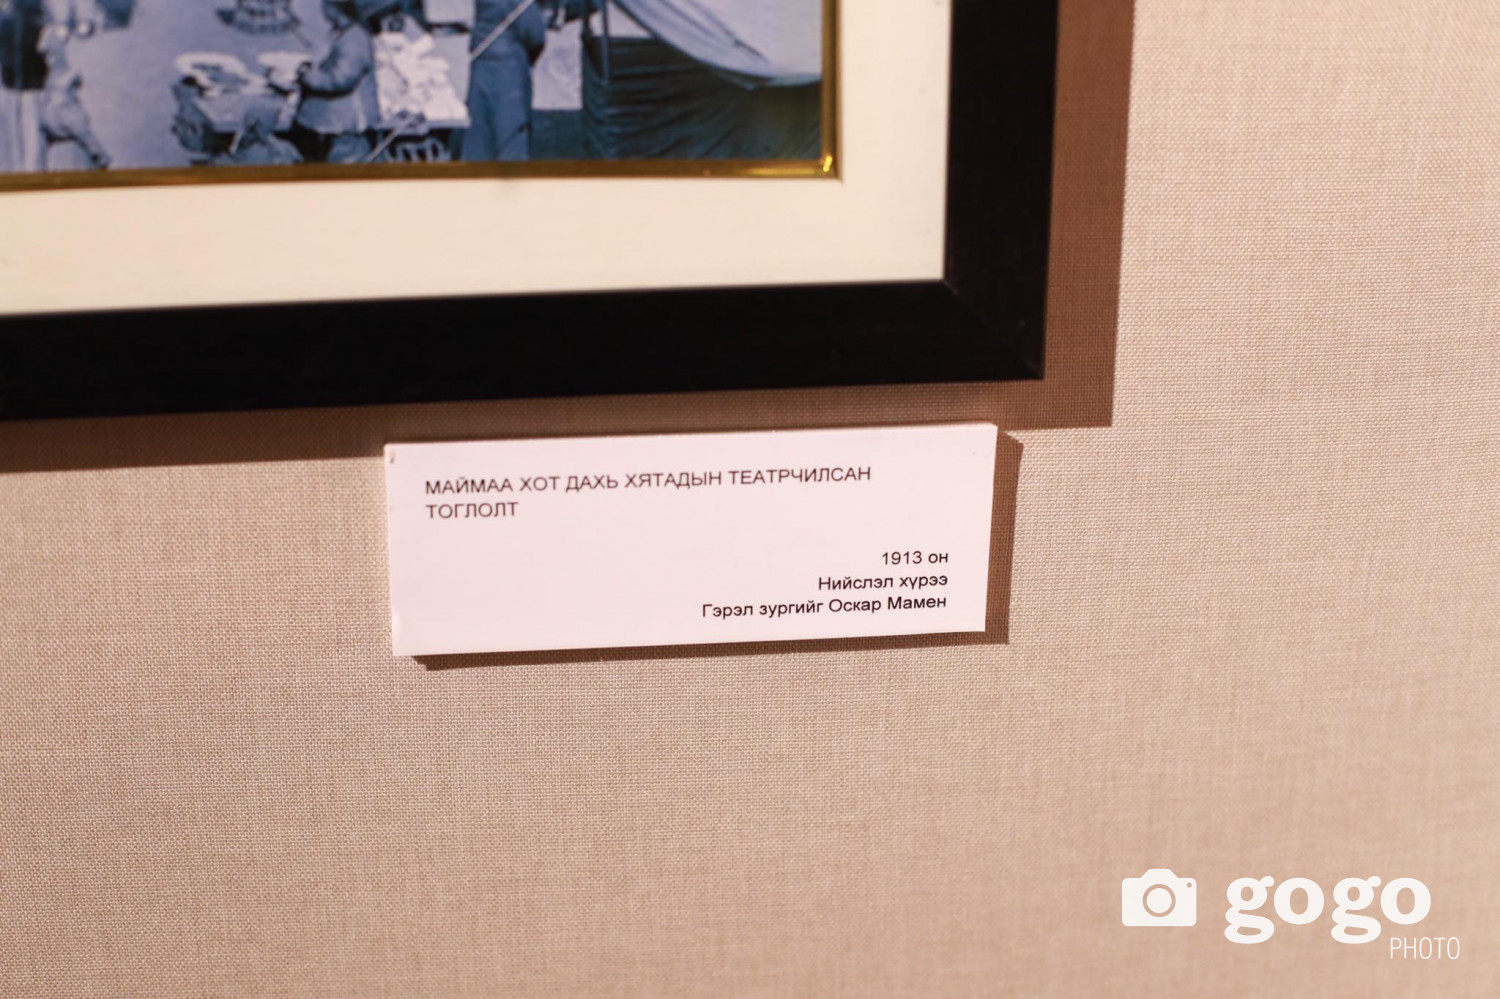 МАЙМАА ХОТ ДАХЬ ХЯТАДЫН ТЕАТРЧИЛСАН
ТОГЛОЛТ
1913 он
Нийслэл хүрээ
Гэрэл зургийг Оскар Мамен
gogo
PHOTO